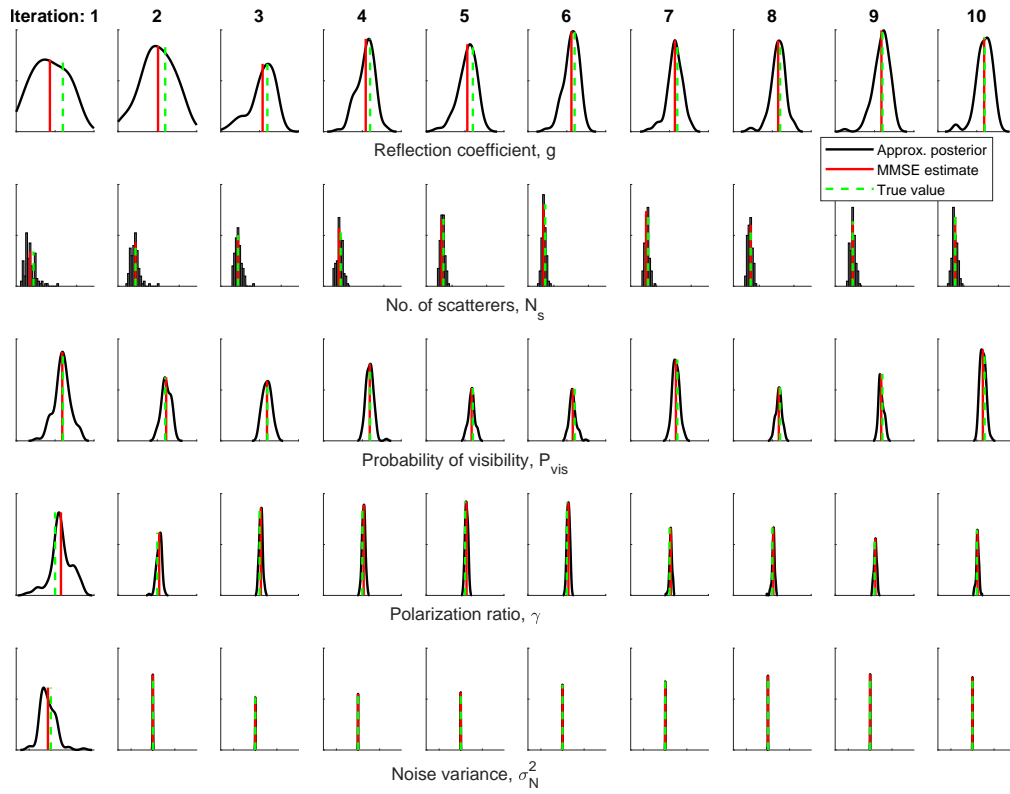 Iteration: 1 2 3 4 5 6 7 8 9 10
Reflection coefficient, g
Approx. posterior
MMSE estimate
True value
No. of scatterers, N_s
Probability of visibility, P_vis
Polarization ratio, γ
Noise variance, σ_N^2